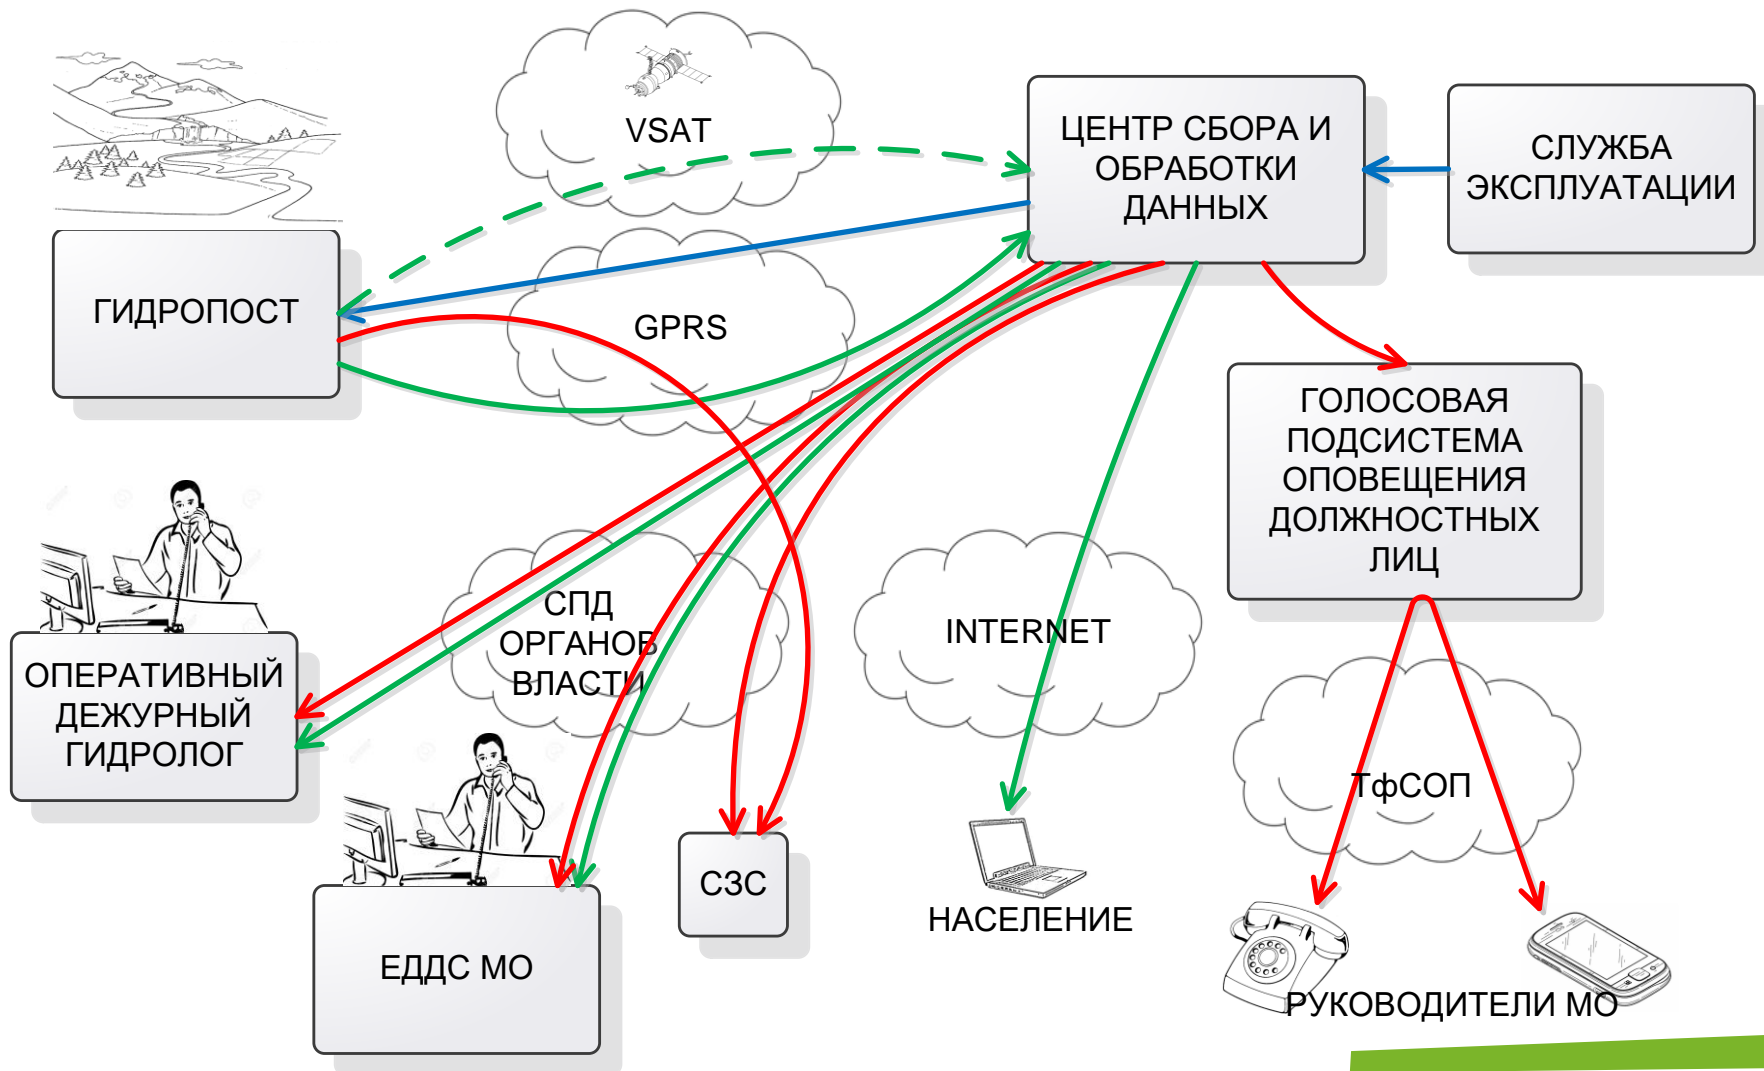 VSAT
ЦЕНТР СБОРА И
ОБРАБОТКИ
ДАННЫХ
СЛУЖБА
ЭКСПЛУАТАЦИИ
ГИДРОПОСТ
GPRS
ГОЛОСОВАЯ
ПОДСИСТЕМА
ОПОВЕЩЕНИЯ
ДОЛЖНОСТНЫХ
ЛИЦ
СПД
ОРГАНОВ
ВЛАСТИ
INTERNET
ОПЕРАТИВНЫЙ
ДЕЖУРНЫЙ
ГИДРОЛОГ
ТфСОП
СЗС
НАСЕЛЕНИЕ
ЕДДС МО
РУКОВОДИТЕЛИ МО